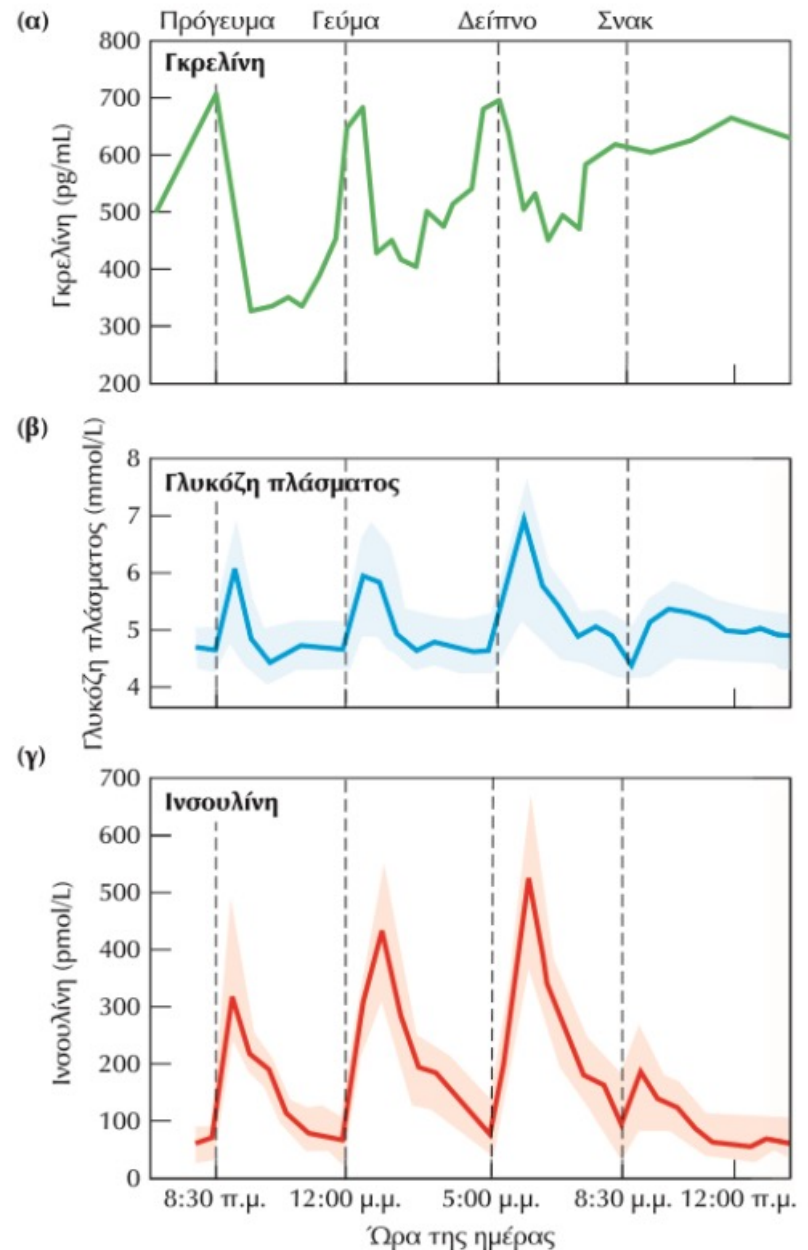 Πρόγευμα Γεύμα Δείπνο Σνακ
(α)
Γκρελίνη
Γκρελίνη (pg/mL)
800
700
600
500
400
300
200
(β)
Γλυκόζη πλάσματος
Γλυκόζη πλάσματος (mmol/L)
8
7
6
5
4
(γ)
Ινσουλίνη
Ινσουλίνη (pmol/L)
700
600
500
400
300
200
100
0
8:30 π.μ. 12:00 μ.μ. 5:00 μ.μ. 8:30 μ.μ. 12:00 π.μ.
Ώρα της ημέρας